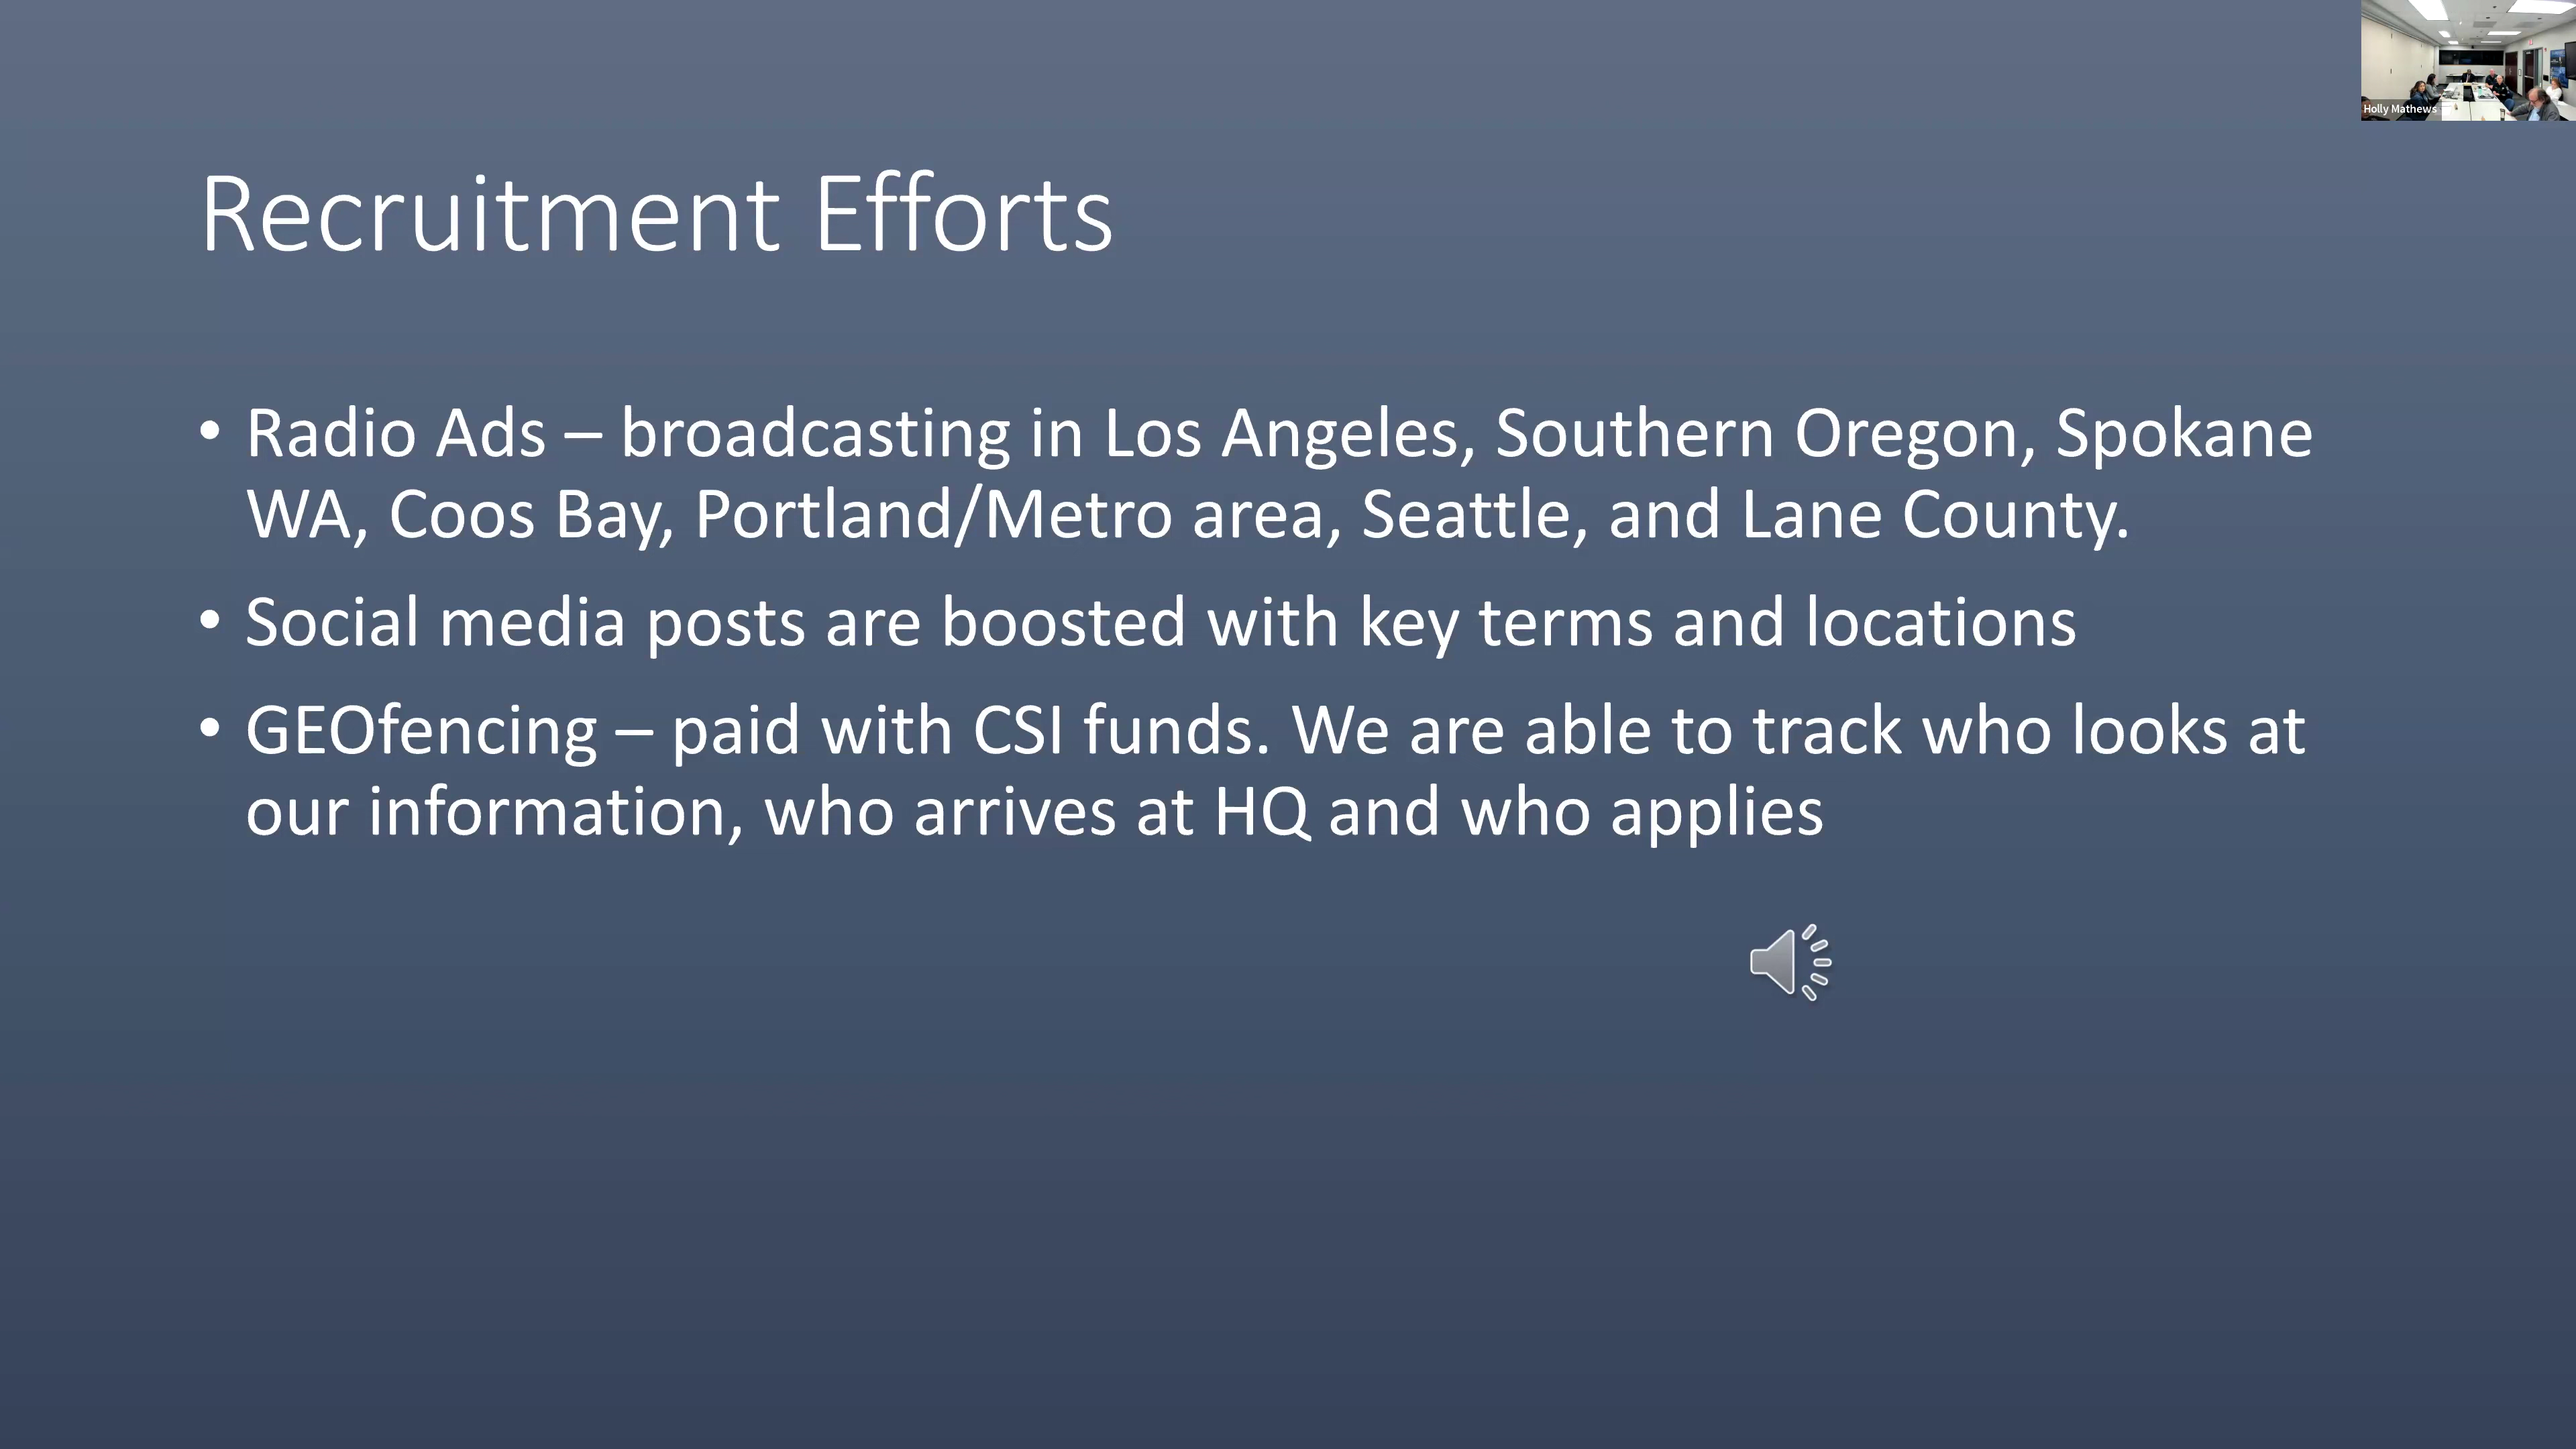 Holly Mathews
Recruitment Efforts
• Radio Ads – broadcasting in Los Angeles, Southern Oregon, Spokane
WA, Coos Bay, Portland/Metro area, Seattle, and Lane County.
• Social media posts are boosted with key terms and locations
• GEOfencing – paid with CSI funds. We are able to track who looks at
our information, who arrives at HQ and who applies